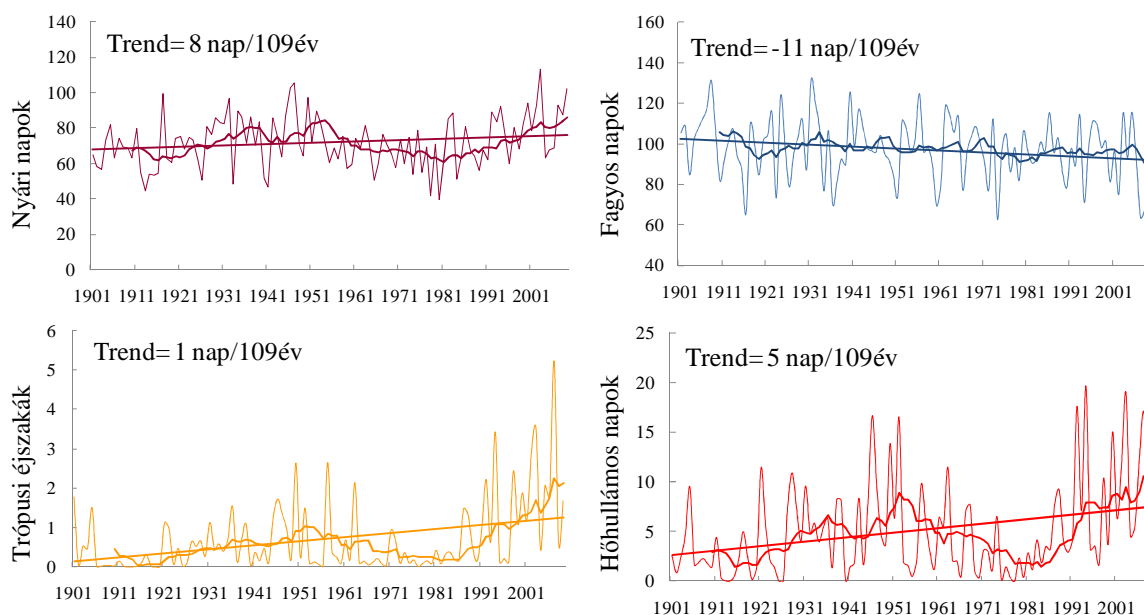 Trend= 8 nap/109év
Nyári napok
140
120
100
80
60
40
20
0
1901 1911 1921 1931 1941 1951 1961 1971 1981 1991 2001
Trend= -11 nap/109év
Fagyos napok
160
140
120
100
80
60
40
1901 1911 1921 1931 1941 1951 1961 1971 1981 1991 2001
Trend= 1 nap/109év
Trópusi éjszakák
6
5
4
3
2
1
0
1901 1911 1921 1931 1941 1951 1961 1971 1981 1991 2001
Trend= 5 nap/109év
Hőhullámos napok
25
20
15
10
5
0
1901 1911 1921 1931 1941 1951 1961 1971 1981 1991 2001